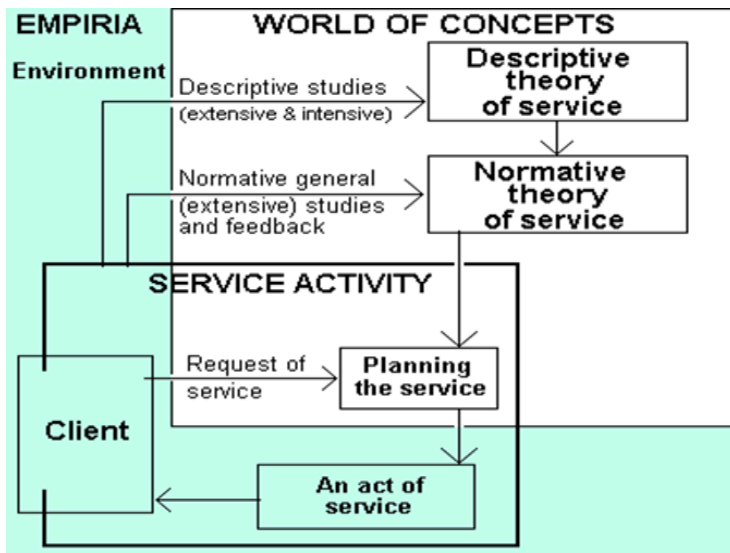 EMPIRIA
WORLD OF CONCEPTS
Environment
Descriptive
theory
of service
Descriptive studies
(extensive & intensive)
Normative
theory
of service
Normative general
(extensive) studies
and feedback
SERVICE ACTIVITY
Request of
service
Planning
the service
Client
An act of
service